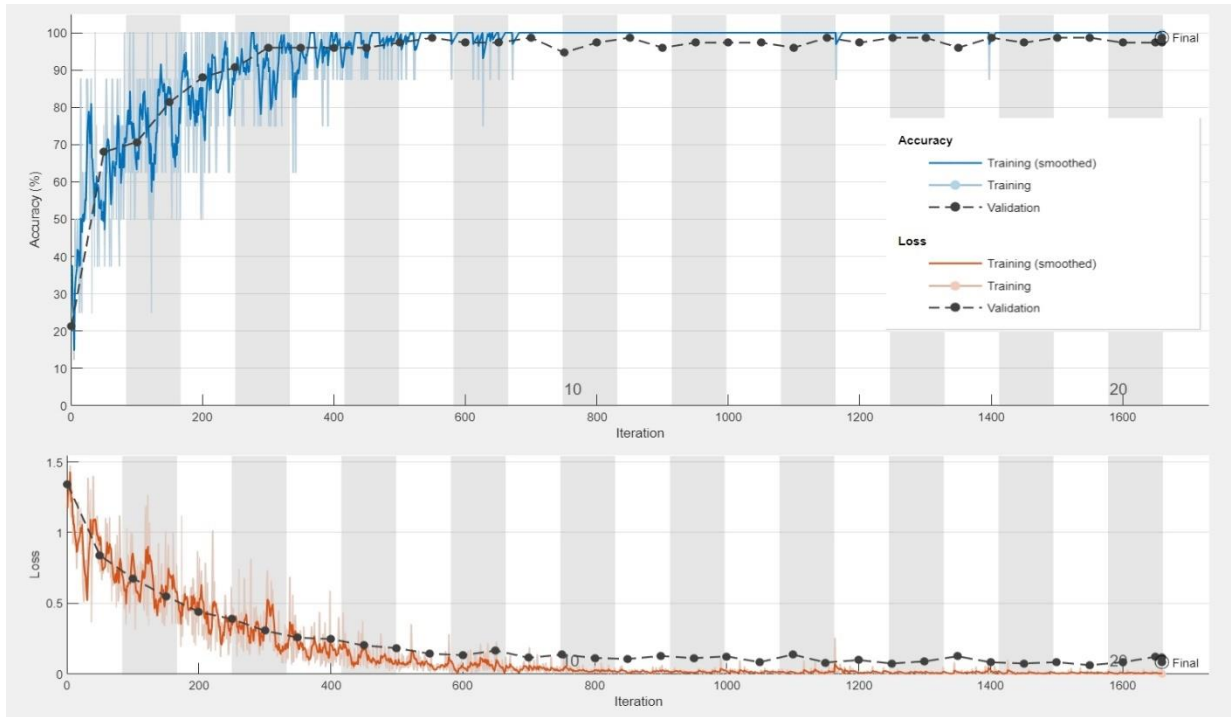 Accuracy (%)
100
90
80
70
60
50
40
30
20
10
0
Final
Accuracy
Training (smoothed)
Training
Validation
Loss
Training (smoothed)
Training
Validation
10
20
0 200 400 600 800 1000 1200 1400 1600
Iteration
Loss
1.5
1
0.5
0
10
20
Final
0 200 400 600 800 1000 1200 1400 1600
Iteration